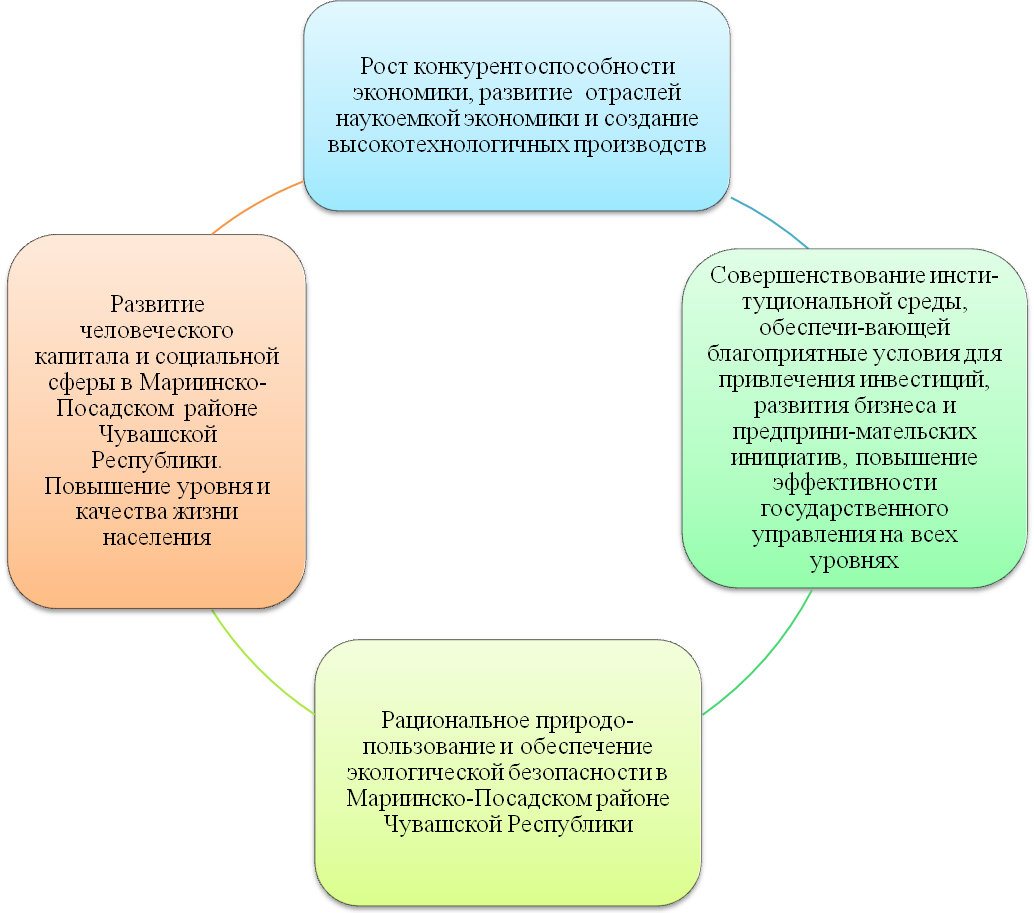 Рост конкурентоспособности
экономики, развитие отраслей
наукоемкой экономики и создание
высокотехнологичных производств
Совершенствование инсти-
туциональной среды,
обеспечи-вающей
благоприятные условия для
привлечения инвестиций,
развития бизнеса и
предприни-мательских
инициатив, повышение
эффективности
государственного
управления на всех
уровнях
Рациональное природо-
пользование и обеспечение
экологической безопасности в
Мариинско-Посадском районе
Чувашской Республики
Развитие
человеческого
капитала и социальной
сферы в Мариинско-
Посадском районе
Чувашской
Республики.
Повышение уровня и
качества жизни
населения